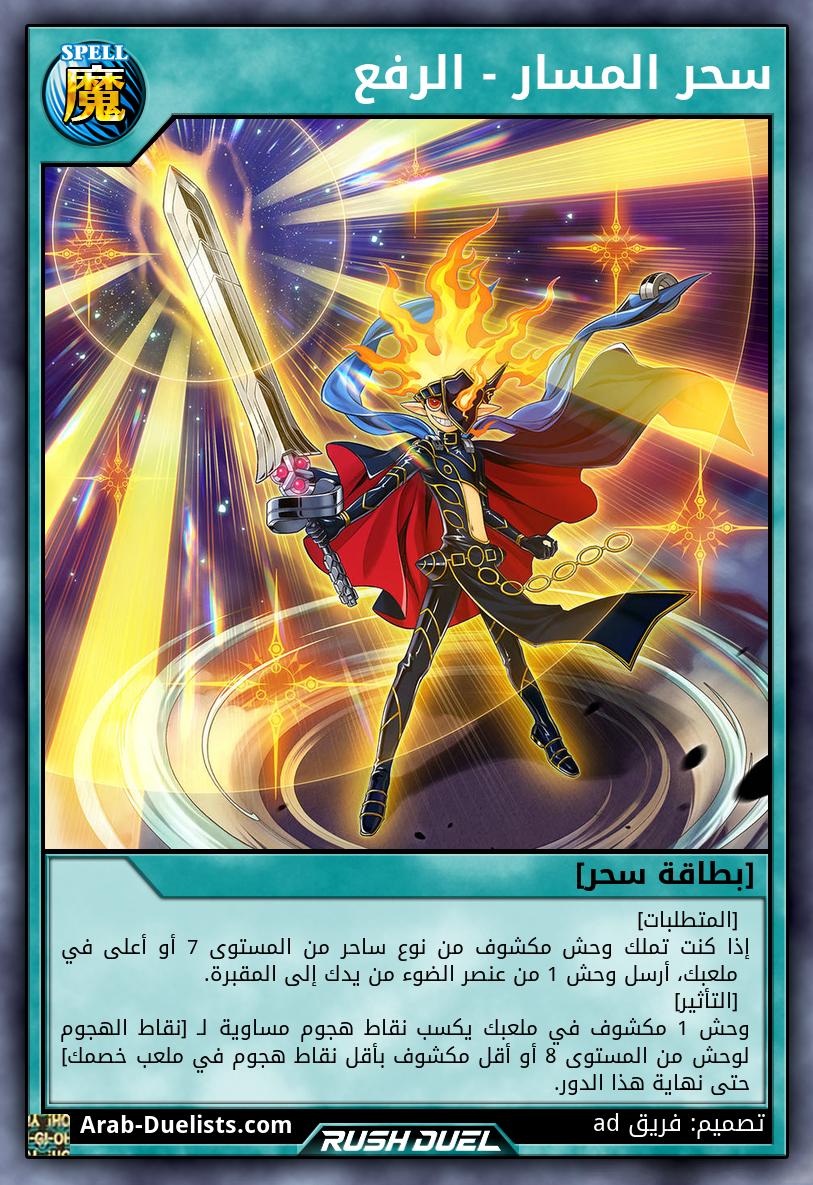 SPELL
魔
سحر المسار - الرفع
[بطاقة سحر]
[المتطلبات]
إذا كنت تملك وحش مكشوف من نوع ساحر من المستوى 7 أو أعلى في
ملعبك، أرسل وحش 1 من عنصر الضوء من يدك إلى المقبرة.
[التأثير]
وحش 1 مكشوف في ملعبك يكسب نقاط هجوم مساوية لـ [نقاط الهجوم
لوحش من المستوى 8 أو أقل مكشوف بأقل نقاط هجوم في ملعب خصمك]
حتى نهاية هذا الدور.
تصميم: فريق ad
RUSH DUEL
Arab-Duelists.com